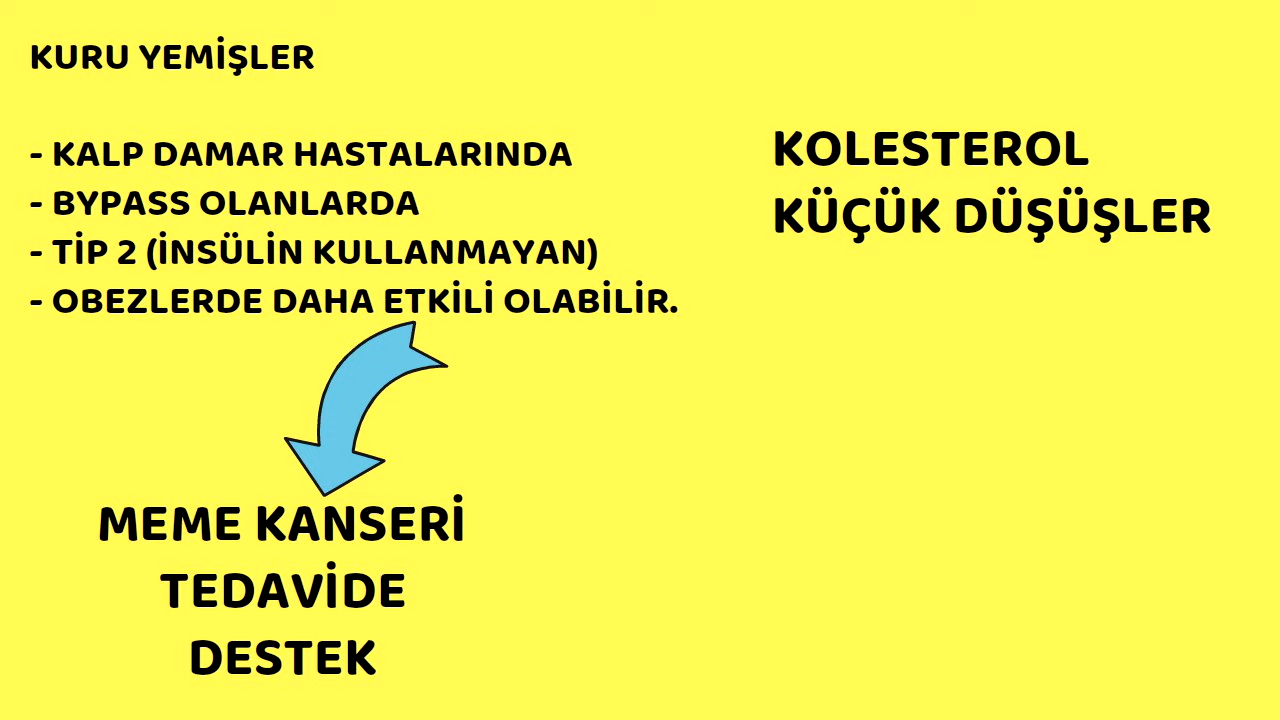 KURU YEMİŞLER
- KALP DAMAR HASTALARINDA
- BYPASS OLANLARDA
- TİP 2 (İNSÜLİN KULLANMAYAN)
- OBEZLERDE DAHA ETKİLİ OLABİLİR.
KOLESTEROL
KÜÇÜK DÜŞÜŞLER
MEME KANSERİ
TEDAVİDE
DESTEK